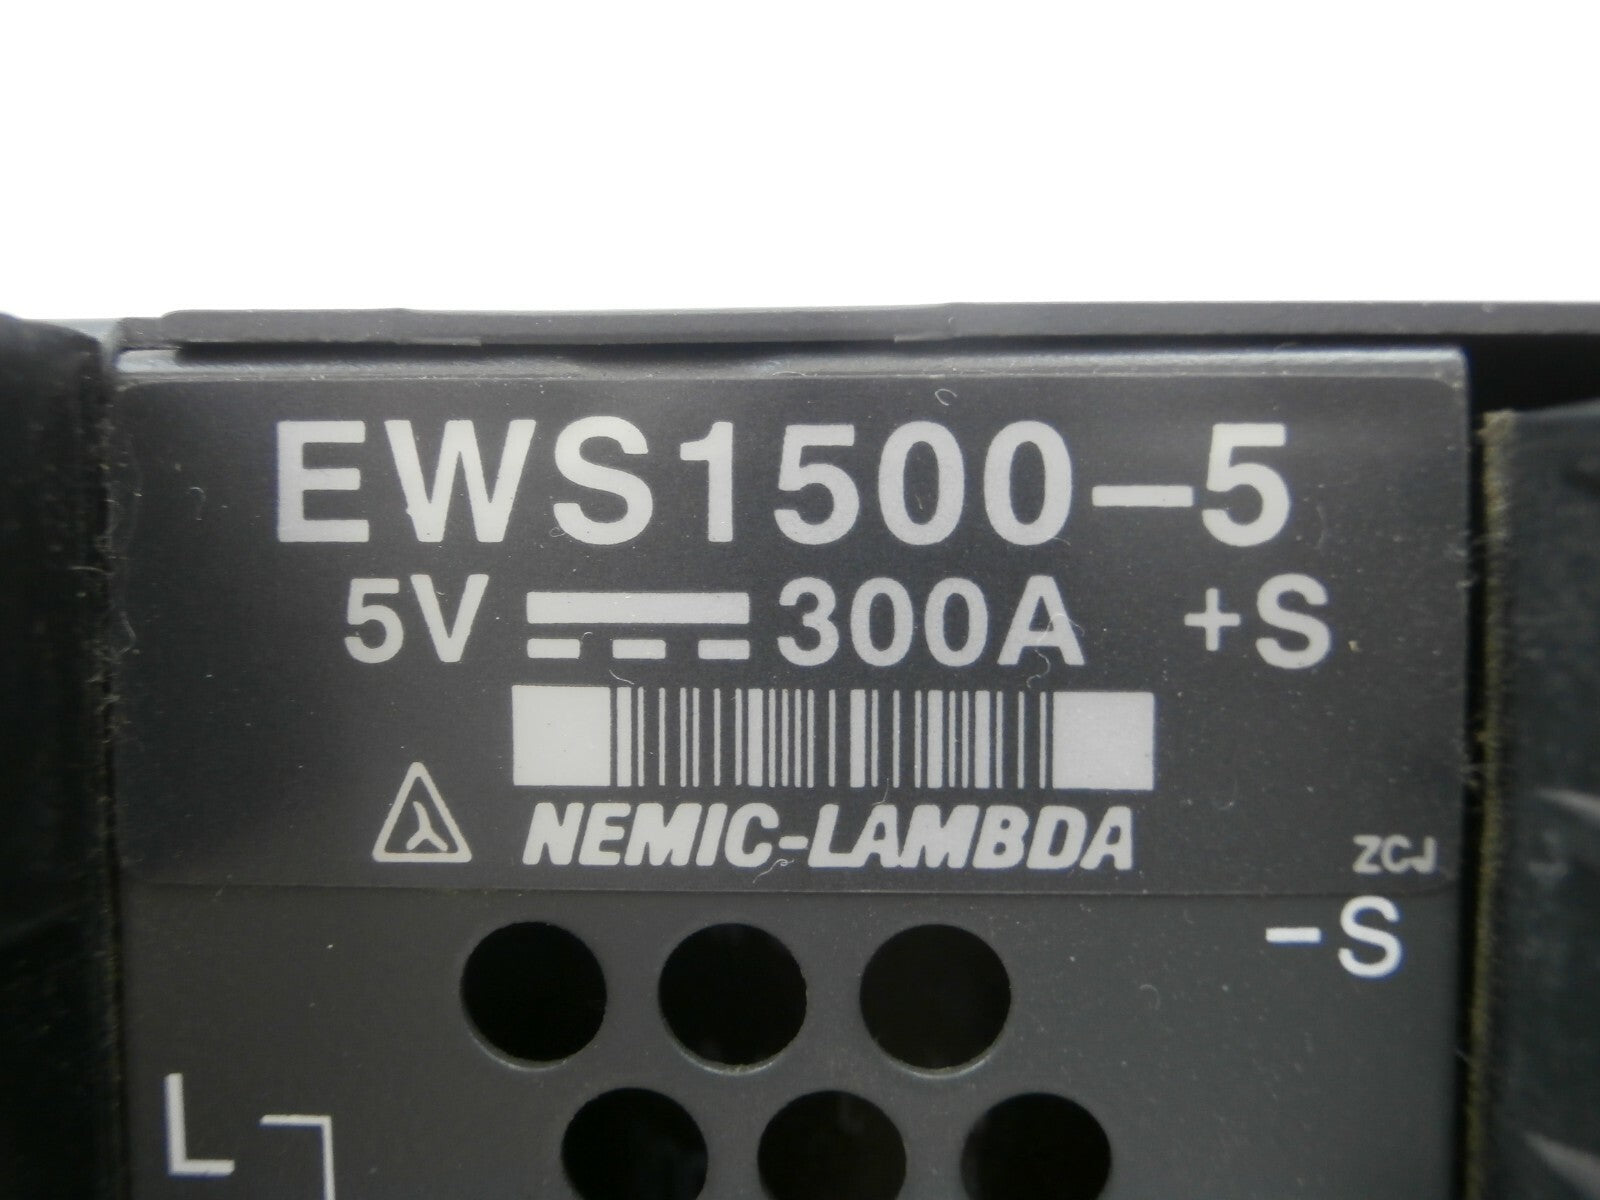 EWS1500-5
5V ⎓ 300A +S
NEMIC-LAMBDA
ZCJ
-S
L